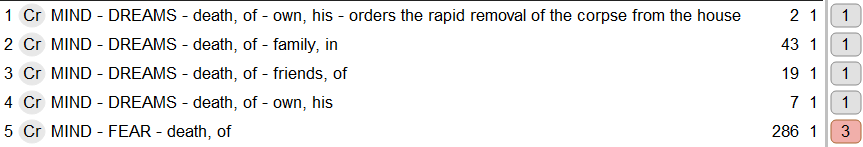 1 Cr MIND - DREAMS - death, of - own, his - orders the rapid removal of the corpse from the house 2 1 1
2 Cr MIND - DREAMS - death, of - family, in 43 1 1
3 Cr MIND - DREAMS - death, of - friends, of 19 1 1
4 Cr MIND - DREAMS - death, of - own, his 7 1 1
5 Cr MIND - FEAR - death, of 286 1 3